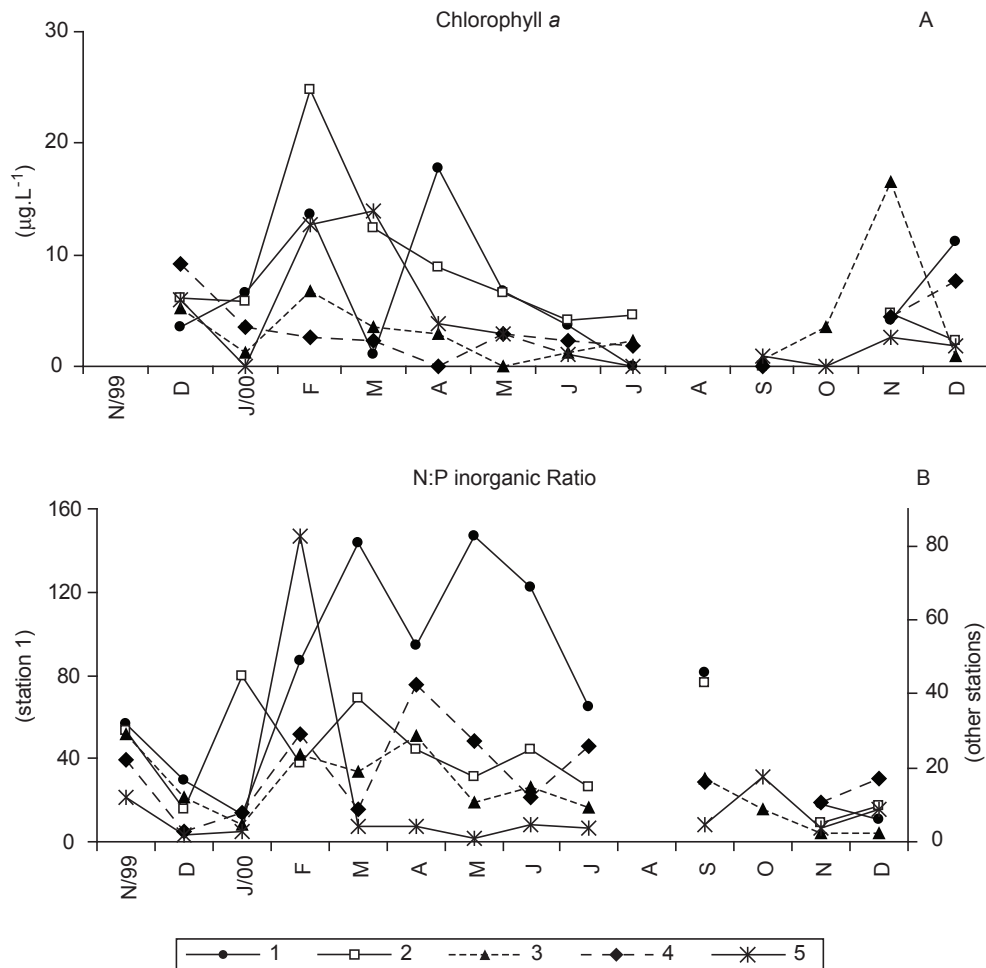 Chlorophyll a
A
30
20
10
0
(µg.L⁻¹)
N/99 D J/00 F M A M J J A S O N D
N:P inorganic Ratio
B
160
120
80
40
0
(station 1)
80
60
40
20
0
(other stations)
N/99 D J/00 F M A M J J A S O N D
1 2 3 4 5